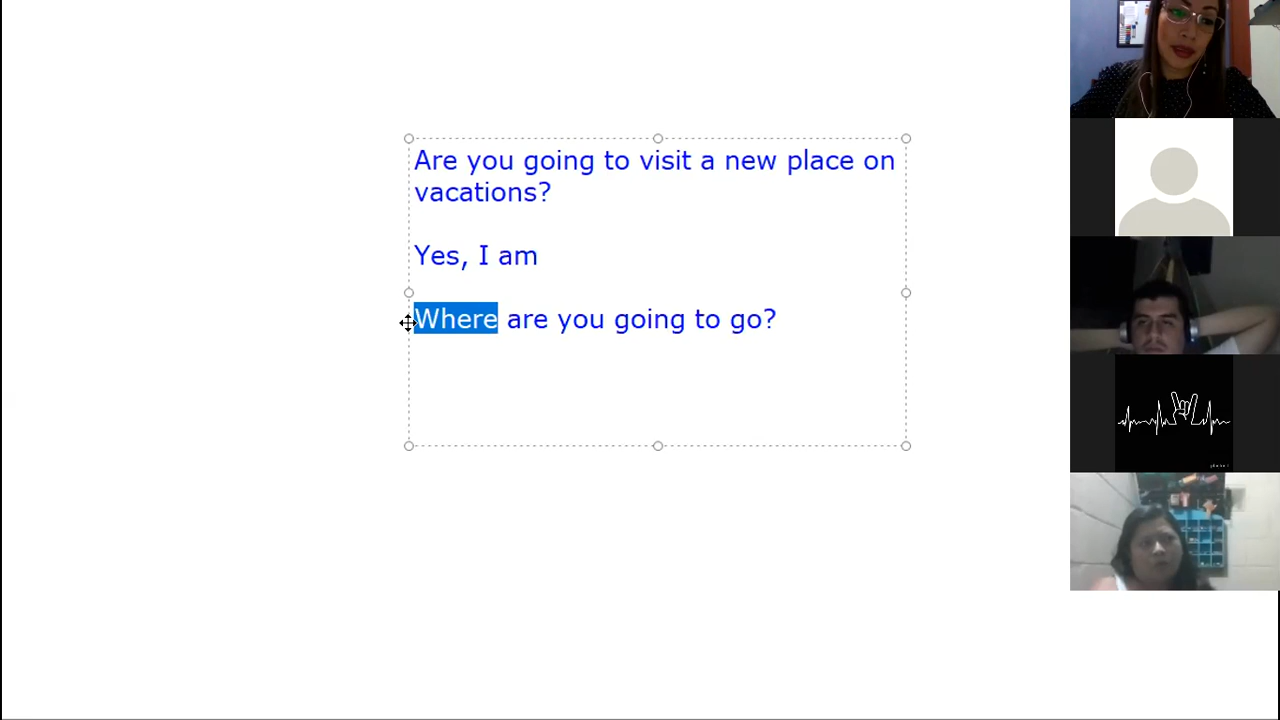 Are you going to visit a new place on
vacations?
Yes, I am
Where are you going to go?